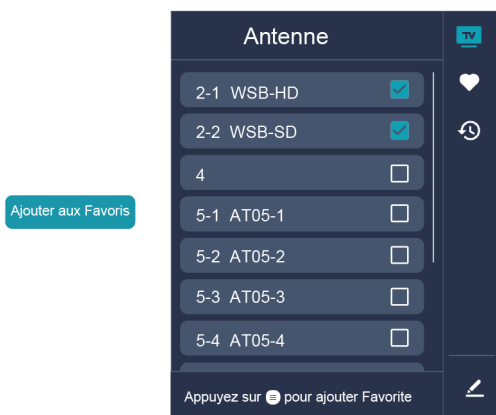 Antenne
TV
2-1 WSB-HD
2-2 WSB-SD
4
5-1 AT05-1
Ajouter aux Favoris
5-2 AT05-2
5-3 AT05-3
5-4 AT05-4
Appuyez sur pour ajouter Favorite